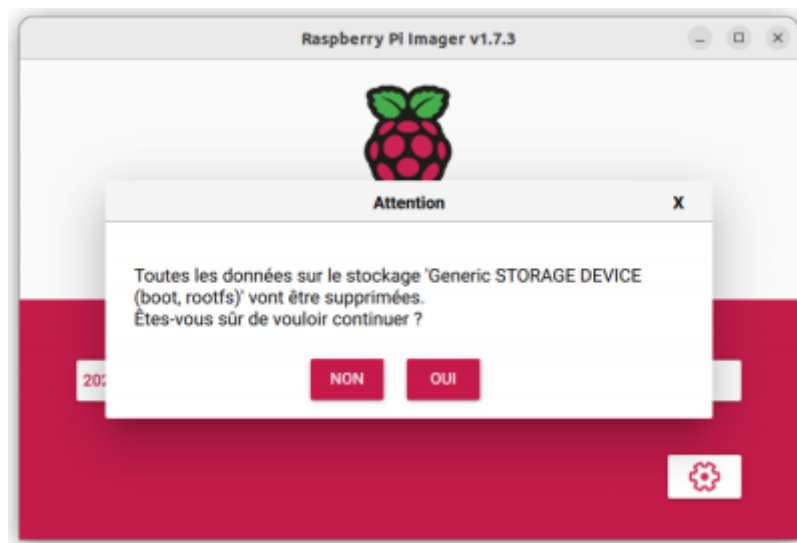 Raspberry Pi Imager v1.7.3
Attention
X
Toutes les données sur le stockage 'Generic STORAGE DEVICE
(boot, rootfs)' vont être supprimées.
Êtes-vous sûr de vouloir continuer ?
NON
OUI